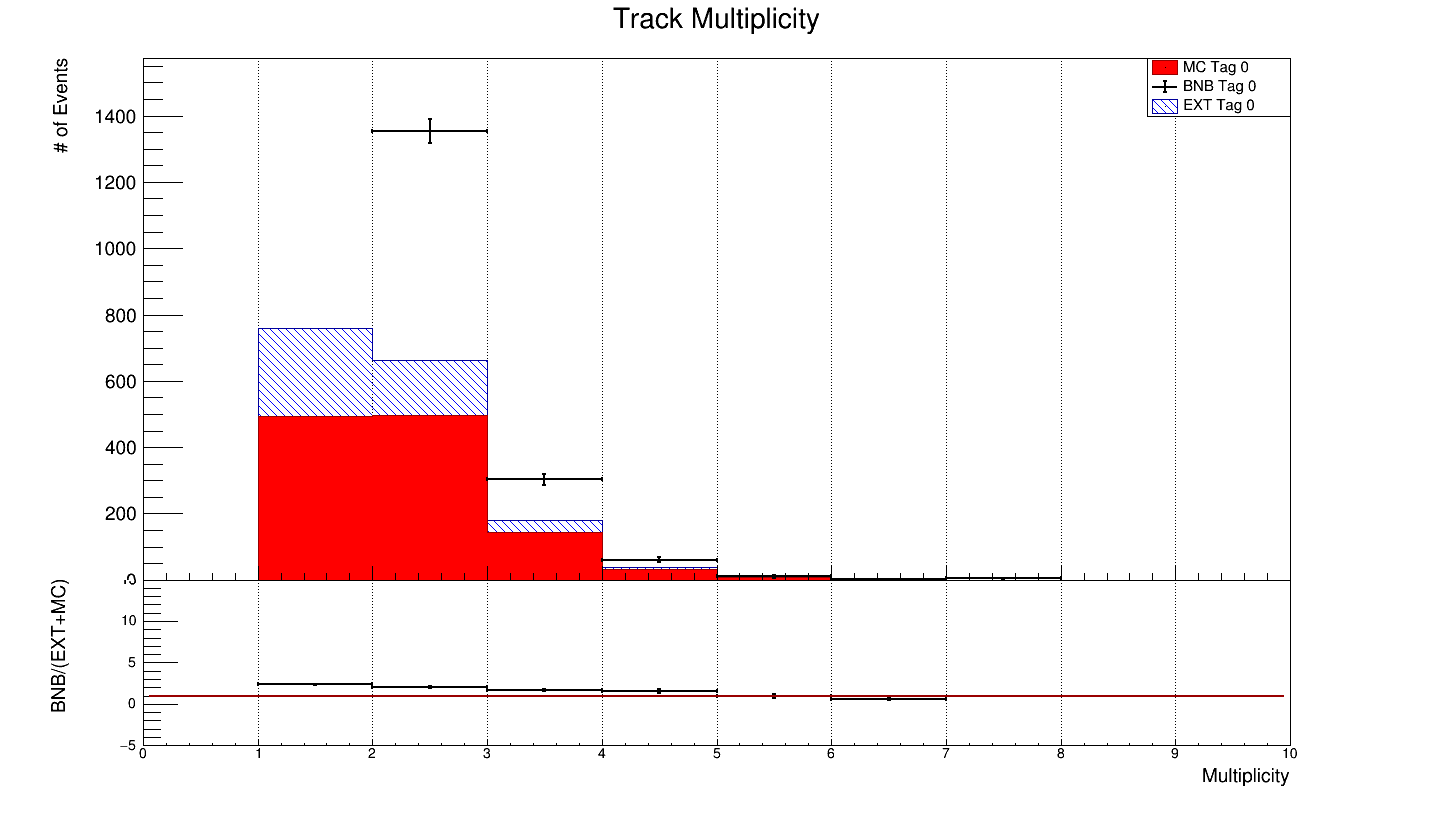 Track Multiplicity
# of Events
MC Tag 0
BNB Tag 0
EXT Tag 0
1400
1200
1000
800
600
400
200
0
BNB/(EXT+MC)
10
5
0
−5
0 1 2 3 4 5 6 7 8 9 10
Multiplicity